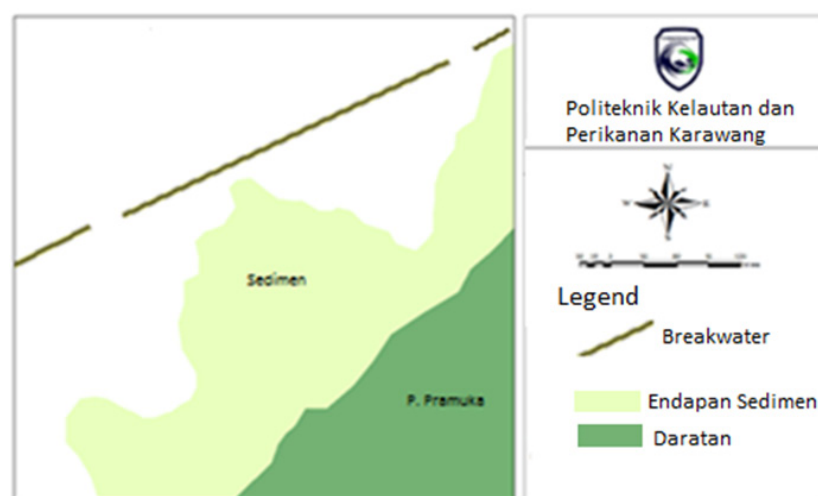 Sedimen
P. Pramuka
Politeknik Kelautan dan
Perikanan Karawang
Legend
Breakwater
Endapan Sedimen
Daratan